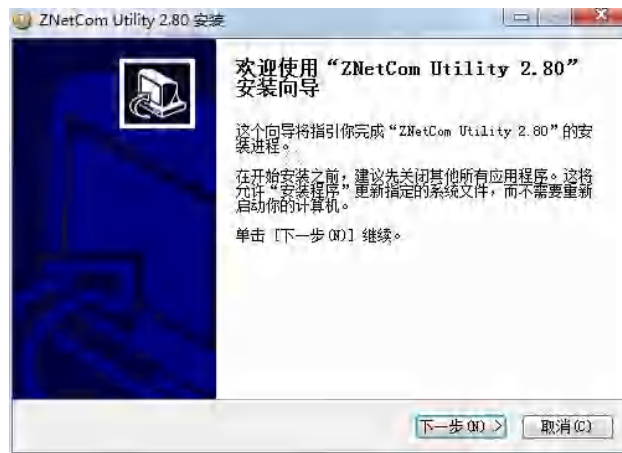 ZNetCom Utility 2.80 安装
欢迎使用“ZNetCom Utility 2.80”
安装向导
这个向导将指引你完成“ZNetCom Utility 2.80”的安
装进程。
在开始安装之前，建议先关闭其他所有应用程序。这将
允许“安装程序”更新指定的系统文件，而不需要重新
启动你的计算机。
单击 [下一步(N)] 继续。
下一步(N) >
取消(C)